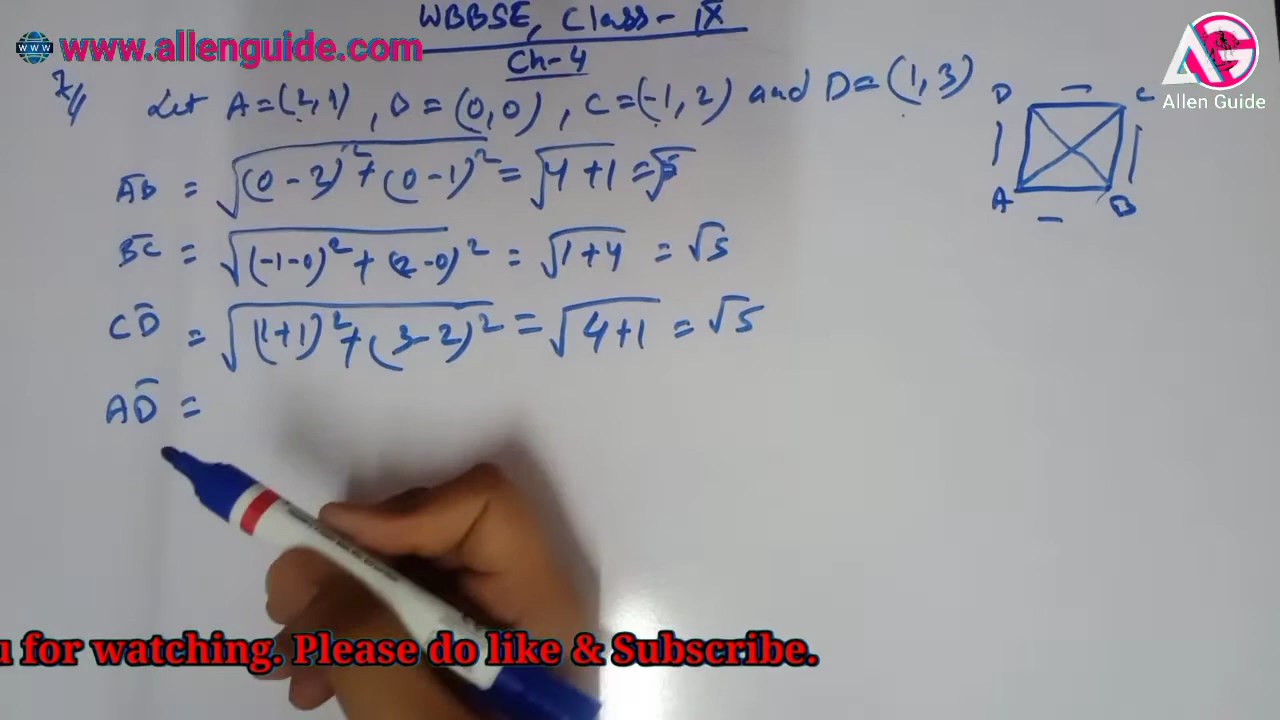 WBBSE, Class - IX
www.allenguide.com
Ch-4
Allen Guide
7/ Let A = (2,1), B = (0,0), C = (-1, 2) and D = (1, 3)
D C
A B
AB = √(0-2)² + (0-1)² = √4+1 = √5
BC = √(-1-0)² + (2-0)² = √1+4 = √5
CD = √(1+1)² + (3-2)² = √4+1 = √5
AD =
u for watching. Please do like & Subscribe.